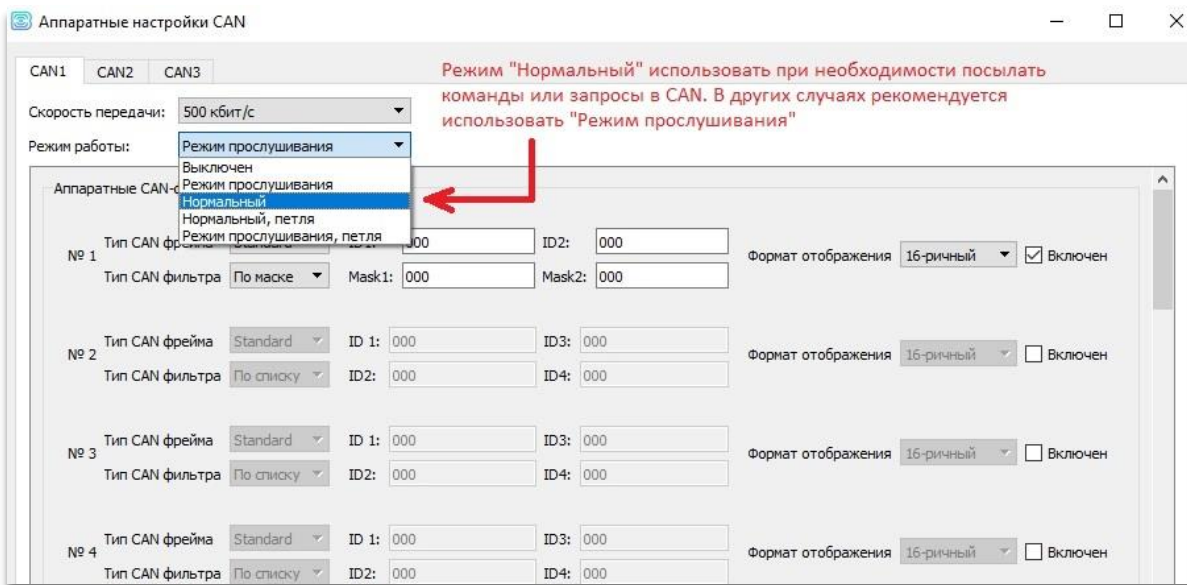 Аппаратные настройки CAN
CAN1 CAN2 CAN3
Режим "Нормальный" использовать при необходимости посылать
команды или запросы в CAN. В других случаях рекомендуется
использовать "Режим прослушивания"
Скорость передачи: 500 кбит/с
Режим работы: Режим прослушивания
Выключен
Режим прослушивания
Нормальный
Нормальный, петля
Режим прослушивания, петля
Аппаратные CAN-
№ 1
Тип CAN 000 ID2: 000
Тип CAN фильтра По маске Mask1: 000 Mask2: 000
Формат отображения 16-ричный Включен
№ 2
Тип CAN фрейма Standard ID 1: 000 ID3: 000
Тип CAN фильтра По списку ID2: 000 ID4: 000
Формат отображения 16-ричный Включен
№ 3
Тип CAN фрейма Standard ID 1: 000 ID3: 000
Тип CAN фильтра По списку ID2: 000 ID4: 000
Формат отображения 16-ричный Включен
№ 4
Тип CAN фрейма Standard ID 1: 000 ID3: 000
Тип CAN фильтра По списку ID2: 000 ID4: 000
Формат отображения 16-ричный Включен